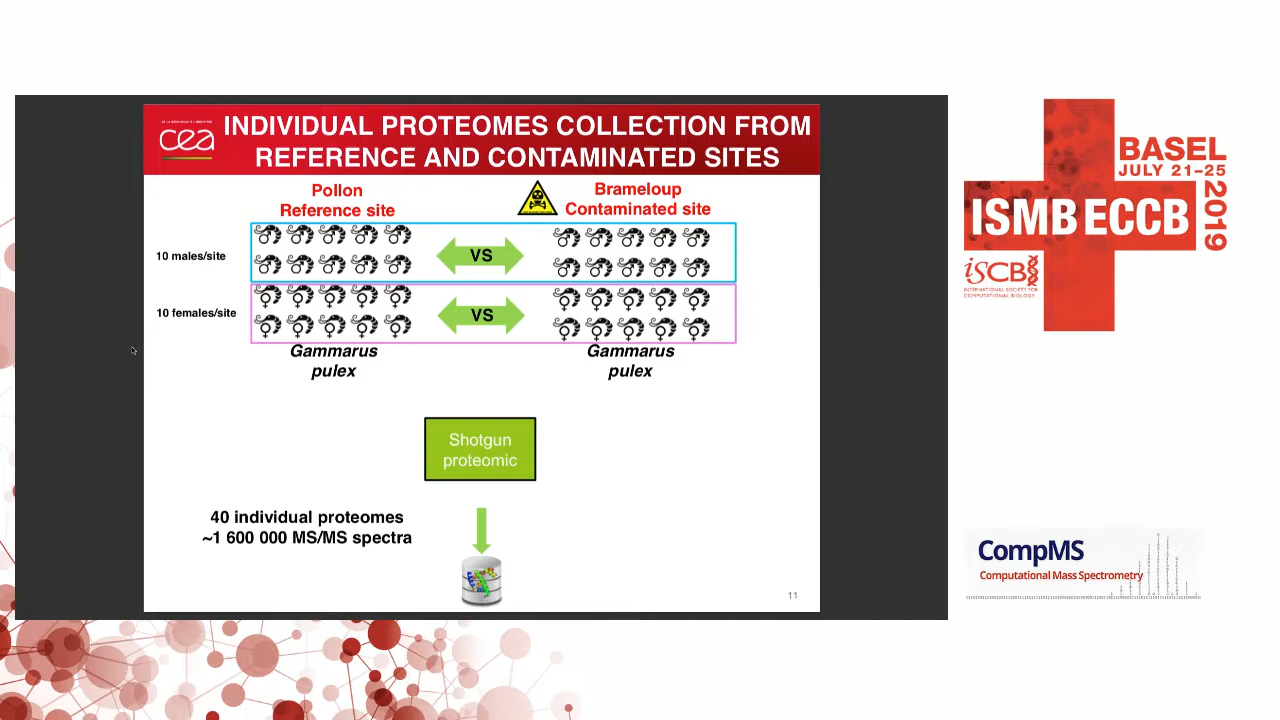 INDIVIDUAL PROTEOMES COLLECTION FROM
REFERENCE AND CONTAMINATED SITES
cea
Pollon
Reference site
Brameloup
Contaminated site
10 males/site
VS
10 females/site
VS
Gammarus
pulex
Gammarus
pulex
Shotgun
proteomic
40 individual proteomes
~1 600 000 MS/MS spectra
11
BASEL
JULY 21–25
2019
ISMB ECCB
ISCB
INTERNATIONAL SOCIETY FOR
COMPUTATIONAL BIOLOGY
CompMS
Computational Mass Spectrometry